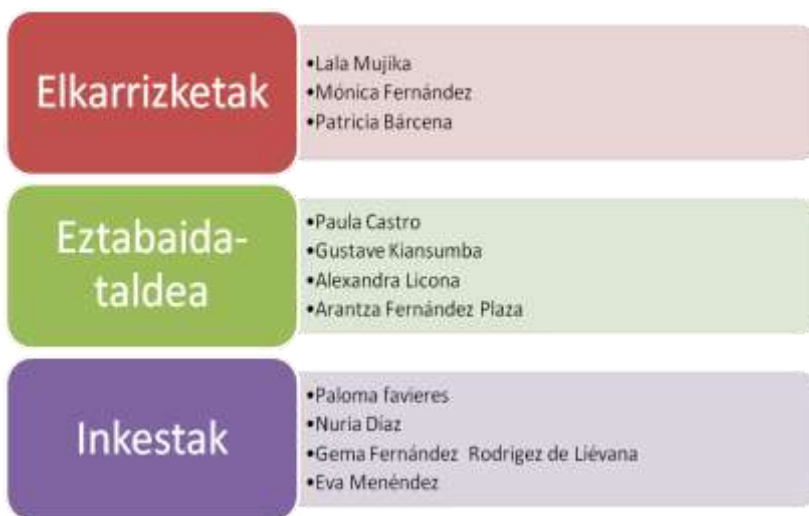 Elkarrizketak
•Lala Mujika
•Mónica Fernández
•Patricia Bárcena
Eztabaida-
taldea
•Paula Castro
•Gustave Kiansumba
•Alexandra Licona
•Arantza Fernández Plaza
Inkestak
•Paloma favieres
•Nuria Díaz
•Gema Fernández Rodrigez de Liévana
•Eva Menéndez